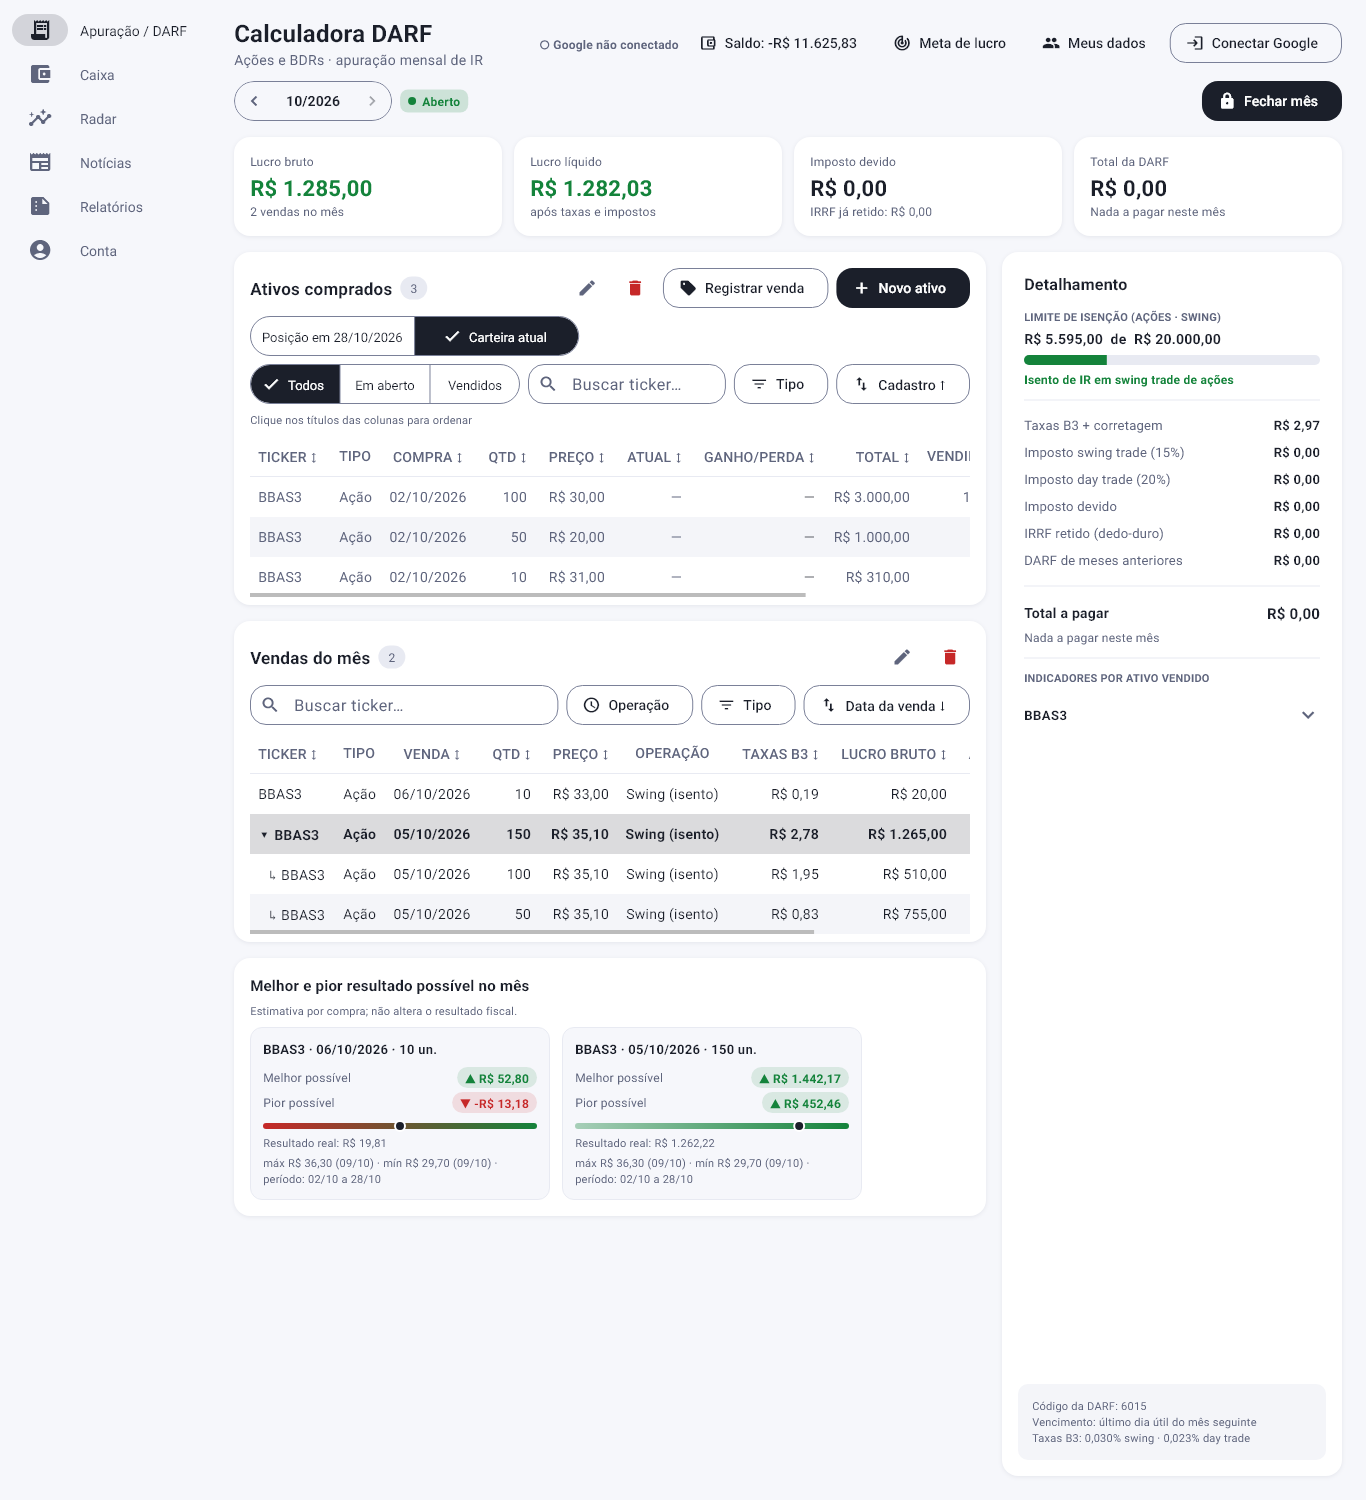 Apuração / DARF
Caixa
Radar
Notícias
Relatórios
Conta
Calculadora DARF
Ações e BDRs · apuração mensal de IR
Google não conectado
Saldo: -R$ 11.625,83
Meta de lucro
Meus dados
Conectar Google
10/2026
Aberto
Fechar mês
Lucro bruto
R$ 1.285,00
2 vendas no mês
Lucro líquido
R$ 1.282,03
após taxas e impostos
Imposto devido
R$ 0,00
IRRF já retido: R$ 0,00
Total da DARF
R$ 0,00
Nada a pagar neste mês
Ativos comprados 3
Registrar venda
Novo ativo
Posição em 28/10/2026
Carteira atual
Todos
Em aberto
Vendidos
Buscar ticker...
Tipo
Cadastro ↑
Clique nos títulos das colunas para ordenar
TICKER ↕ TIPO COMPRA ↕ QTD ↕ PREÇO ↕ ATUAL ↕ GANHO/PERDA ↕ TOTAL ↕ VENDI
BBAS3 Ação 02/10/2026 100 R$ 30,00 — — R$ 3.000,00 1
BBAS3 Ação 02/10/2026 50 R$ 20,00 — — R$ 1.000,00
BBAS3 Ação 02/10/2026 10 R$ 31,00 — — R$ 310,00
Vendas do mês 2
Buscar ticker...
Operação
Tipo
Data da venda ↓
TICKER ↕ TIPO VENDA ↕ QTD ↕ PREÇO ↕ OPERAÇÃO TAXAS B3 ↕ LUCRO BRUTO ↕
BBAS3 Ação 06/10/2026 10 R$ 33,00 Swing (isento) R$ 0,19 R$ 20,00
▾ BBAS3 Ação 05/10/2026 150 R$ 35,10 Swing (isento) R$ 2,78 R$ 1.265,00
↳ BBAS3 Ação 05/10/2026 100 R$ 35,10 Swing (isento) R$ 1,95 R$ 510,00
↳ BBAS3 Ação 05/10/2026 50 R$ 35,10 Swing (isento) R$ 0,83 R$ 755,00
Melhor e pior resultado possível no mês
Estimativa por compra; não altera o resultado fiscal.
BBAS3 · 06/10/2026 · 10 un.
Melhor possível ▲ R$ 52,80
Pior possível ▼ -R$ 13,18
Resultado real: R$ 19,81
máx R$ 36,30 (09/10) · mín R$ 29,70 (09/10) ·
período: 02/10 a 28/10
BBAS3 · 05/10/2026 · 150 un.
Melhor possível ▲ R$ 1.442,17
Pior possível ▲ R$ 452,46
Resultado real: R$ 1.262,22
máx R$ 36,30 (09/10) · mín R$ 29,70 (09/10) ·
período: 02/10 a 28/10
Detalhamento
LIMITE DE ISENÇÃO (AÇÕES · SWING)
R$ 5.595,00 de R$ 20.000,00
Isento de IR em swing trade de ações
Taxas B3 + corretagem R$ 2,97
Imposto swing trade (15%) R$ 0,00
Imposto day trade (20%) R$ 0,00
Imposto devido R$ 0,00
IRRF retido (dedo-duro) R$ 0,00
DARF de meses anteriores R$ 0,00
Total a pagar R$ 0,00
Nada a pagar neste mês
INDICADORES POR ATIVO VENDIDO
BBAS3
Código da DARF: 6015
Vencimento: último dia útil do mês seguinte
Taxas B3: 0,030% swing · 0,023% day trade